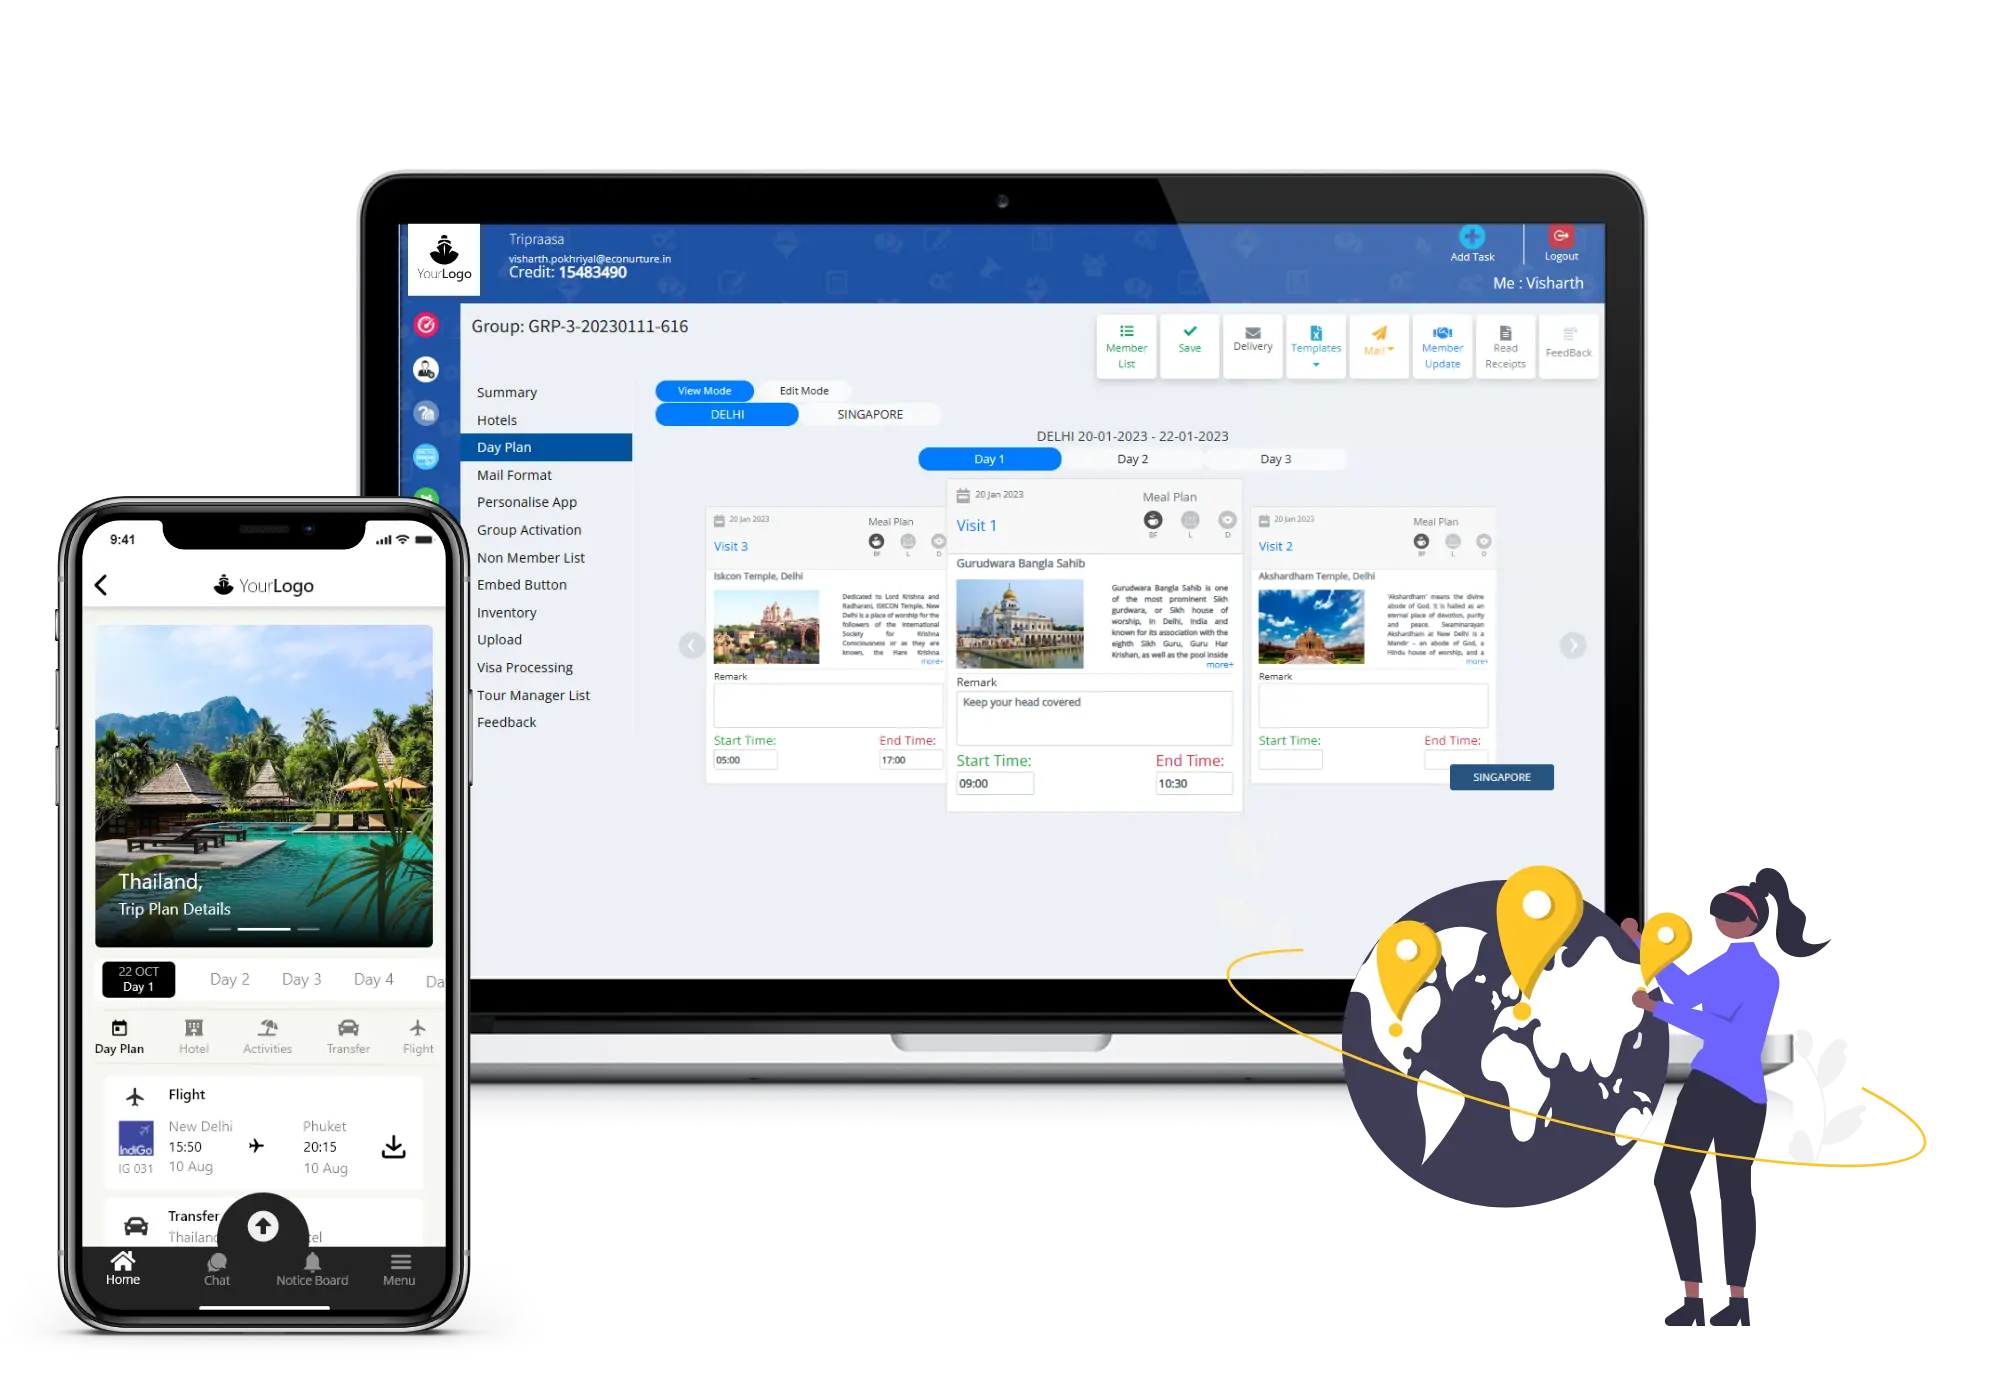 YourLogo
Tripraasa
visharth.pokhriyal@econurture.in
Credit: 15483490
Add Task
Logout
Me : Visharth
Group: GRP-3-20230111-616
Member List
Save
Delivery
Templates
Mail
Member Update
Read Receipts
FeedBack
Summary
Hotels
Day Plan
Mail Format
Personalise App
Group Activation
Non Member List
Embed Button
Inventory
Upload
Visa Processing
Tour Manager List
Feedback
View Mode
Edit Mode
DELHI
SINGAPORE
DELHI 20-01-2023 - 22-01-2023
Day 1
Day 2
Day 3
20 Jan 2023
Meal Plan
Visit 3
BF
L
Iskcon Temple, Delhi
Dedicated to Lord Krishna and
Radharani, ISKCON Temple, New
Delhi is a place of worship for the
followers of the International
Society for Krishna
Consciousness or as they are
known, the Hare Krishna
more+
Remark
Start Time:
End Time:
05:00
17:00
20 Jan 2023
Meal Plan
Visit 1
BF
L
D
Gurudwara Bangla Sahib
Gurudwara Bangla Sahib is one
of the most prominent Sikh
gurdwara, or Sikh house of
worship, in Delhi, India and
known for its association with the
eighth Sikh Guru, Guru Har
Krishan, as well as the pool inside
more+
Remark
Keep your head covered
Start Time:
End Time:
09:00
10:30
20 Jan 2023
Meal Plan
Visit 2
BF
L
D
Akshardham Temple, Delhi
'Akshardham' means the divine
abode of God. It is hailed as an
eternal place of devotion, purity
and peace. Swaminarayan
Akshardham at New Delhi is a
Mandir – an abode of God, a
Hindu house of worship, and a
more+
Remark
Start Time:
End Time:
SINGAPORE
9:41
YourLogo
Thailand,
Trip Plan Details
22 OCT
Day 1
Day 2
Day 3
Day 4
Da
Day Plan
Hotel
Activities
Transfer
Flight
Flight
IndiGo
IG 031
New Delhi
15:50
10 Aug
Phuket
20:15
10 Aug
Transfer
Thailand
tel
Home
Chat
Notice Board
Menu